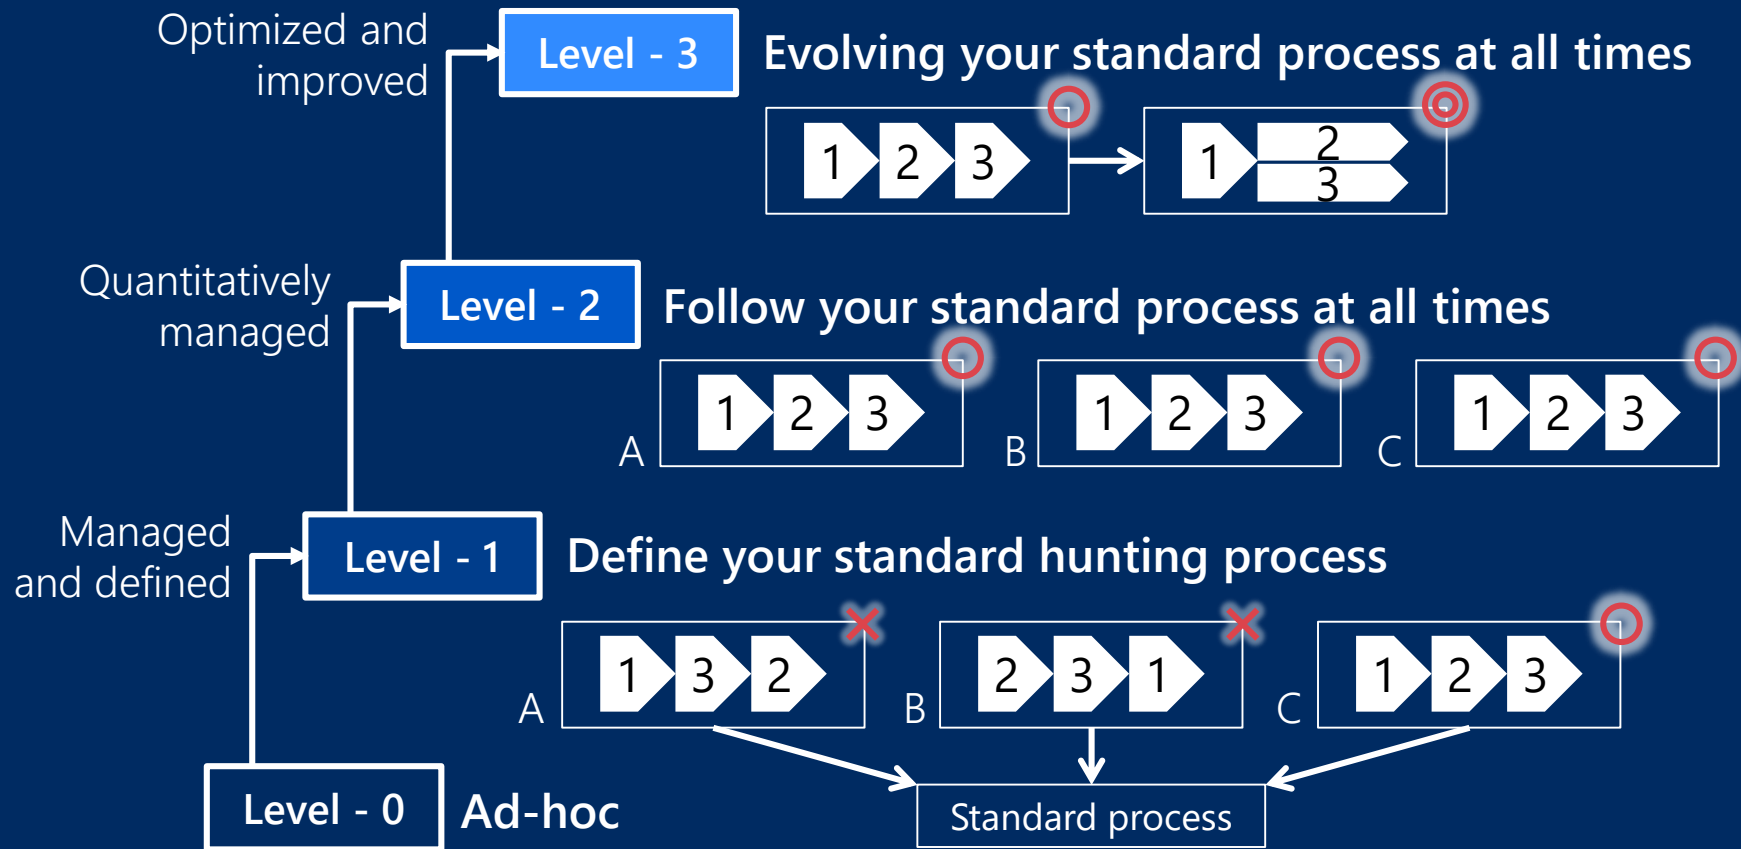 Optimized and
improved
Level - 3
Evolving your standard process at all times
1 2 3
1 2
3
Quantitatively
managed
Level - 2
Follow your standard process at all times
A 1 2 3
B 1 2 3
C 1 2 3
Managed
and defined
Level - 1
Define your standard hunting process
A 1 3 2
B 2 3 1
C 1 2 3
Level - 0
Ad-hoc
Standard process